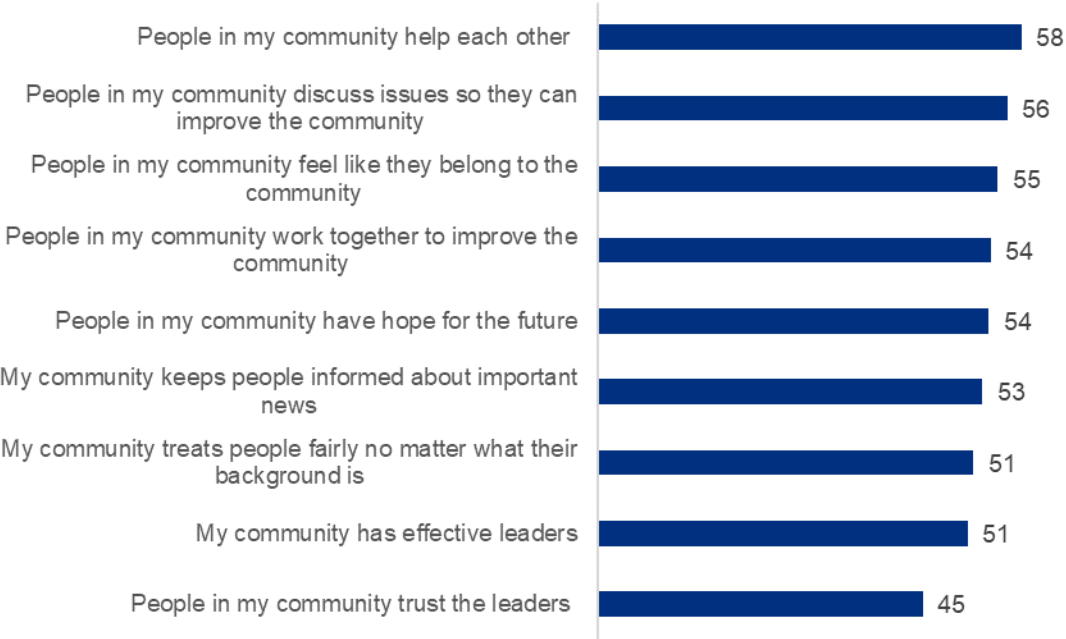 People in my community help each other
58
People in my community discuss issues so they can
improve the community
56
People in my community feel like they belong to the
community
55
People in my community work together to improve the
community
54
People in my community have hope for the future
54
My community keeps people informed about important
news
53
My community treats people fairly no matter what their
background is
51
My community has effective leaders
51
People in my community trust the leaders
45